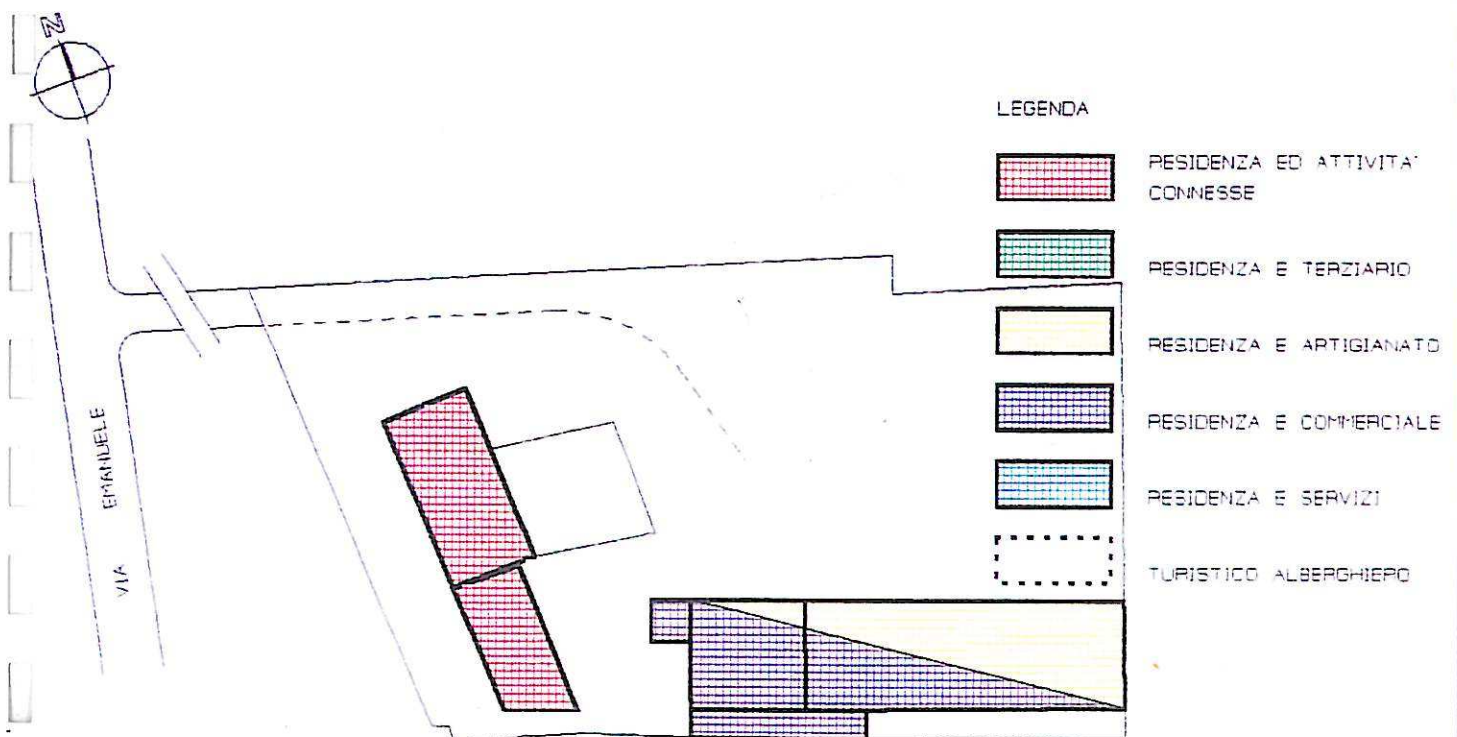 N
LEGENDA
RESIDENZA ED ATTIVITA'
CONNESSE
RESIDENZA E TERZIARIO
RESIDENZA E ARTIGIANATO
RESIDENZA E COMMERCIALE
RESIDENZA E SERVIZI
TURISTICO ALBERGHIERO
VIA EMANUELE